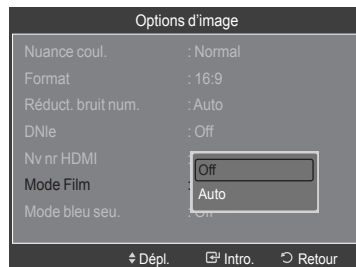 Options d'image
Nuance coul. : Normal
Format : 16:9
Réduct. bruit num. : Auto
DNIe : Off
Nv nr HDMI :
Off
Mode Film :
Auto
Mode bleu seu. : Off
Dépl. Intro. Retour